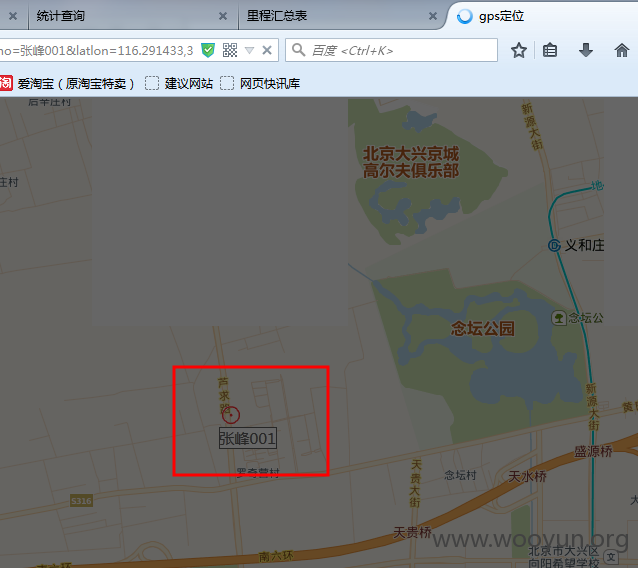 统计查询
里程汇总表
gps定位
no=张峰001&latlon=116.291433,3
百度 <Ctrl+K>
淘
爱淘宝（原淘宝特卖）
建议网站
网页快讯库
后辛庄村
新源大街
庄村
北京大兴京城
高尔夫俱乐部
地
义和庄
念坛公园
念坛公
芦求路
张峰001
罗奇营村
S316
新源大街
黄
盛源桥
天贵大街
念坛村
天水桥
大
天贵桥
www.wooyun.org
北京市大兴区
向阳希望学校
文
南六环
南六环